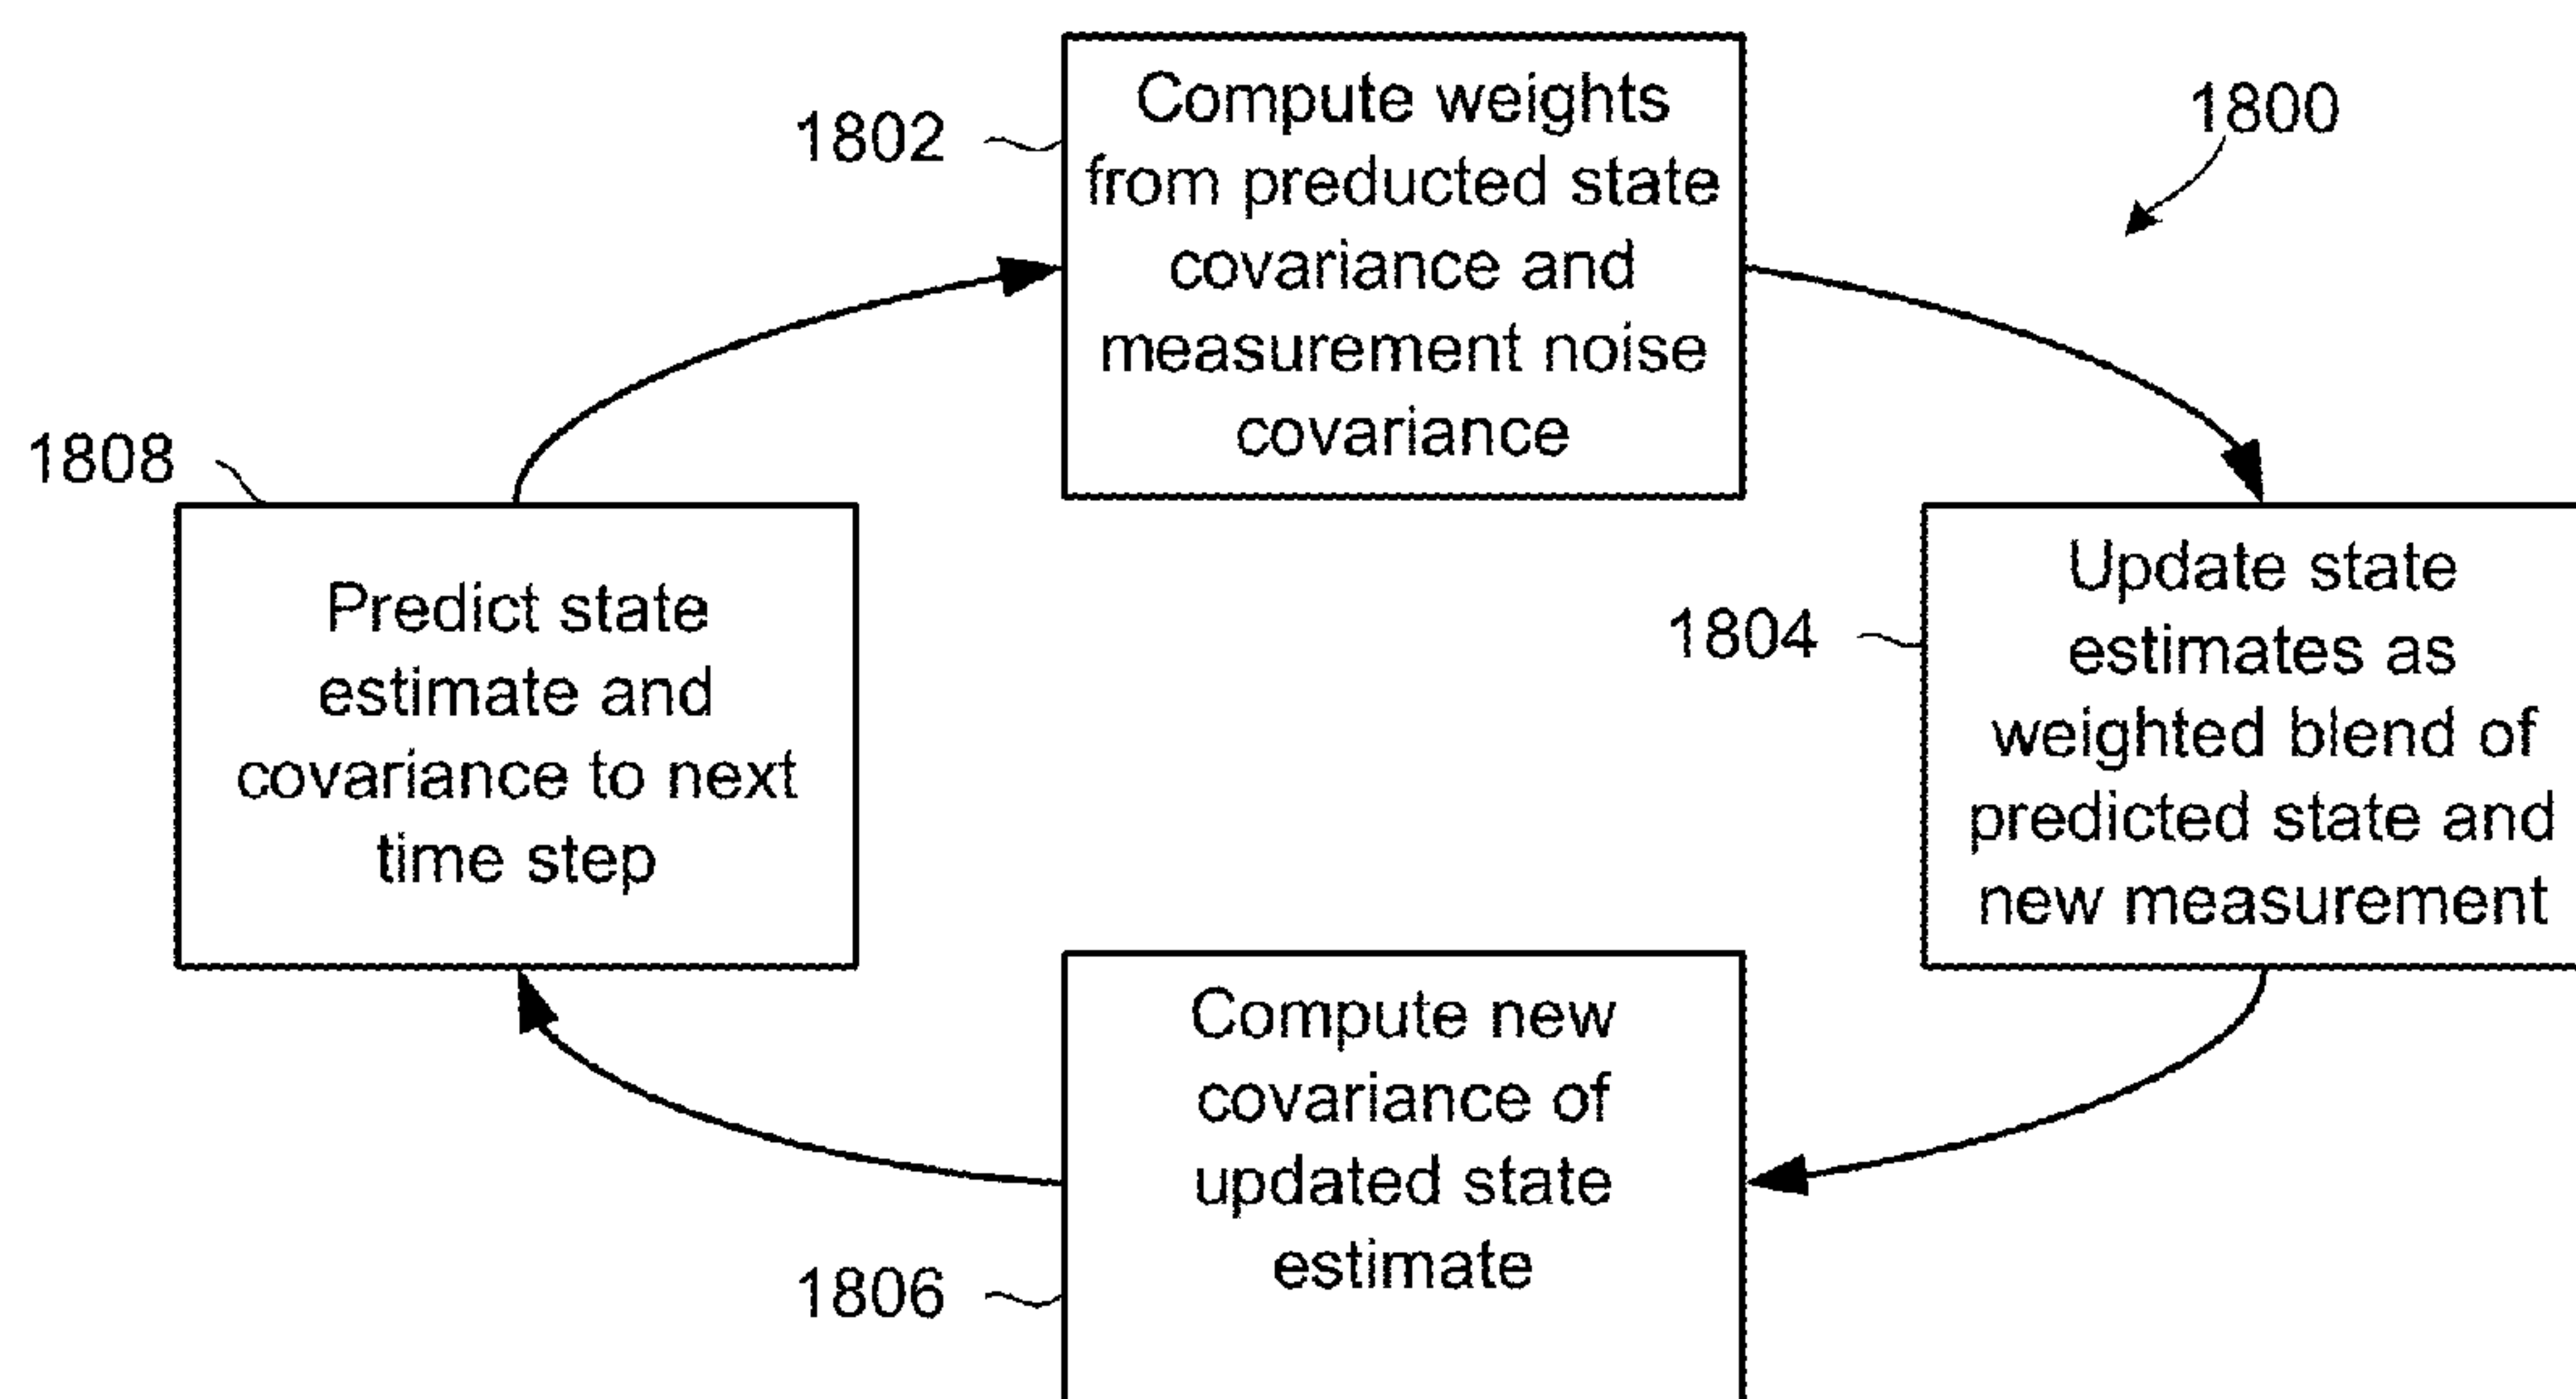 1800
1802
Compute weights
from preducted state
covariance and
measurement noise
covariance
1804
Update state
estimates as
weighted blend of
predicted state and
new measurement
1806
Compute new
covariance of
updated state
estimate
1808
Predict state
estimate and
covariance to next
time step